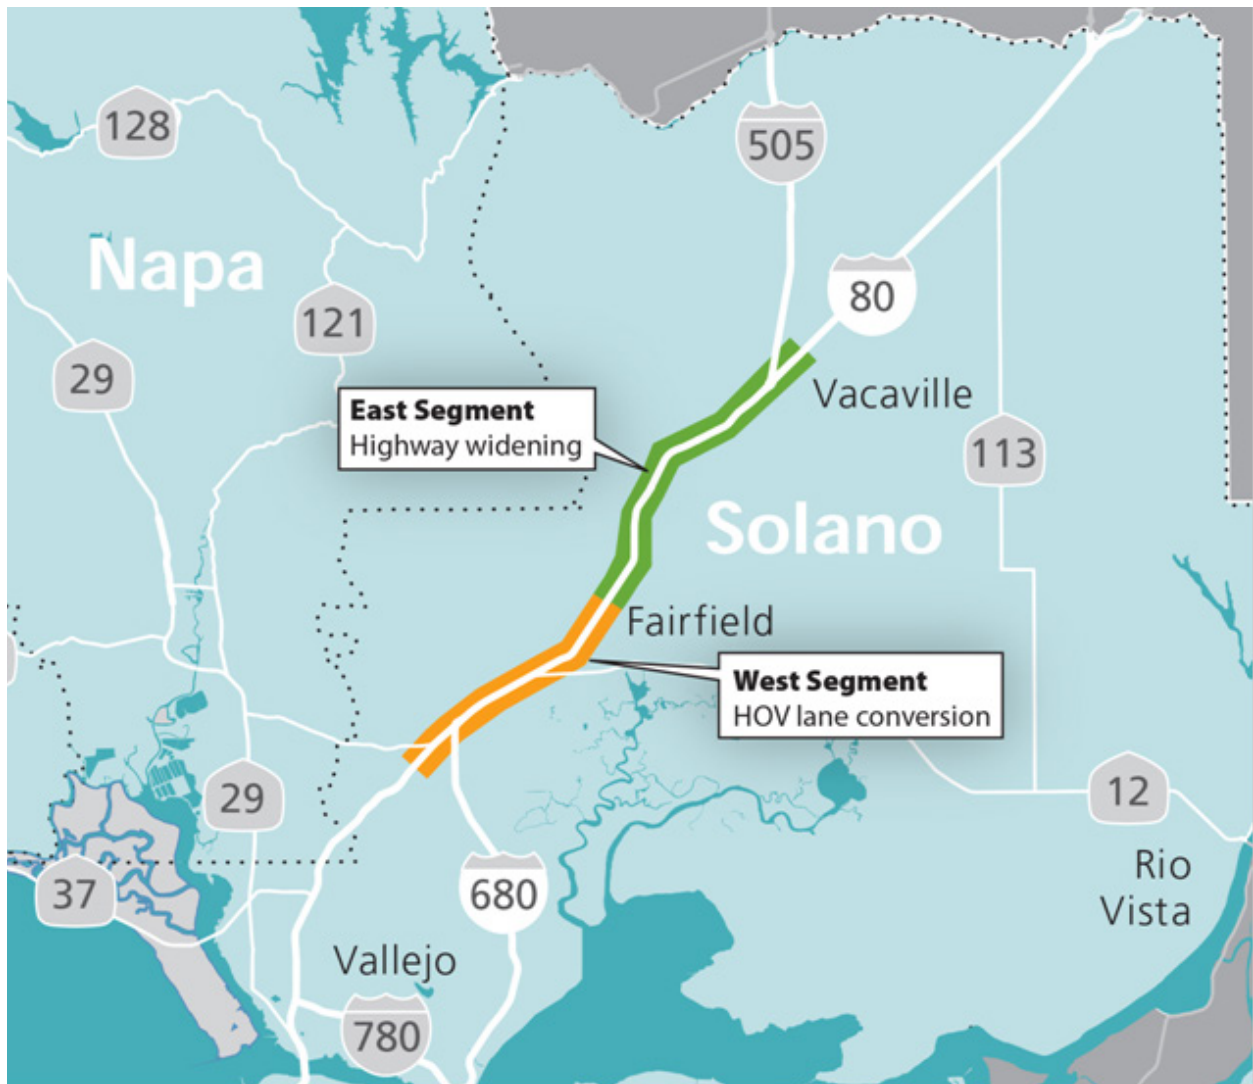 128
505
Napa
80
121
29
Vacaville
East Segment
Highway widening
113
Solano
Fairfield
West Segment
HOV lane conversion
29
12
37
680
Rio
Vista
Vallejo
780